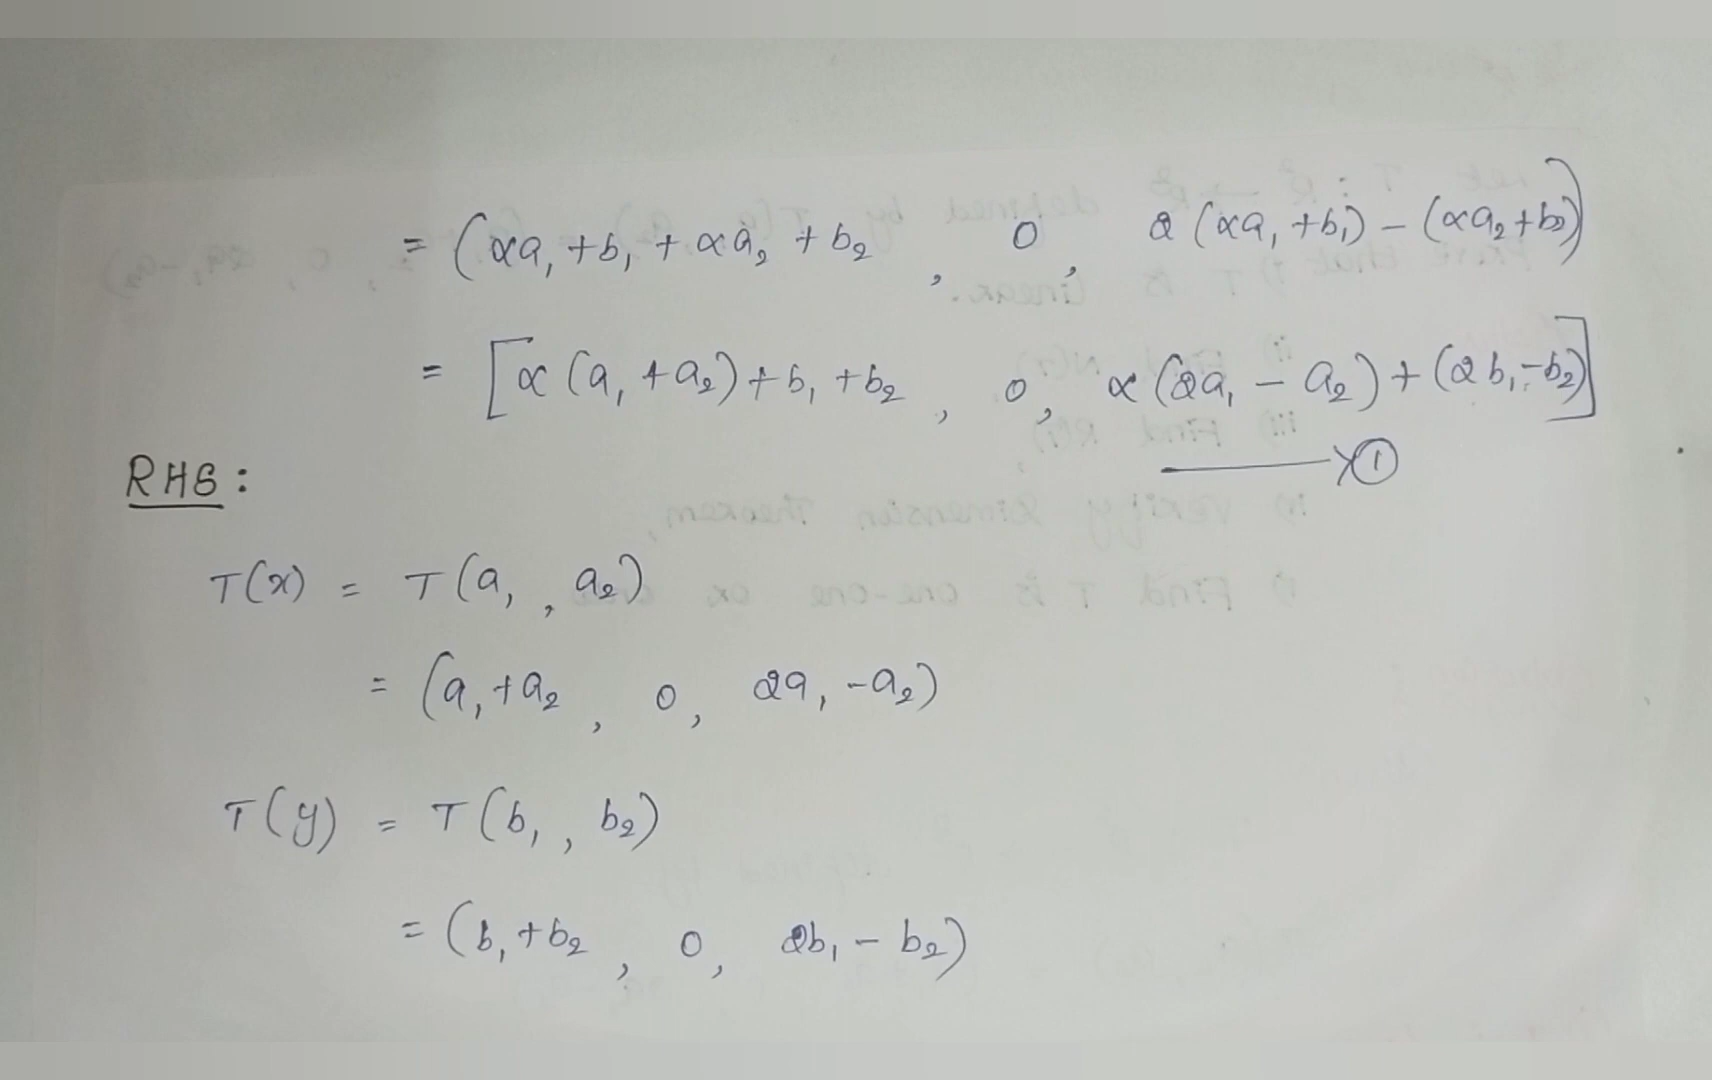 = (αa₁ + b₁ + αa₂ + b₂ , 0 , 2(αa₁ + b₁) - (αa₂ + b₂))
= [α(a₁ + a₂) + b₁ + b₂ , 0 , α(2a₁ - a₂) + (2b₁ - b₂)]
→ ①
RHS :
T(x) = T(a₁ , a₂)
= (a₁ + a₂ , 0 , 2a₁ - a₂)
T(y) = T(b₁ , b₂)
= (b₁ + b₂ , 0 , 2b₁ - b₂)